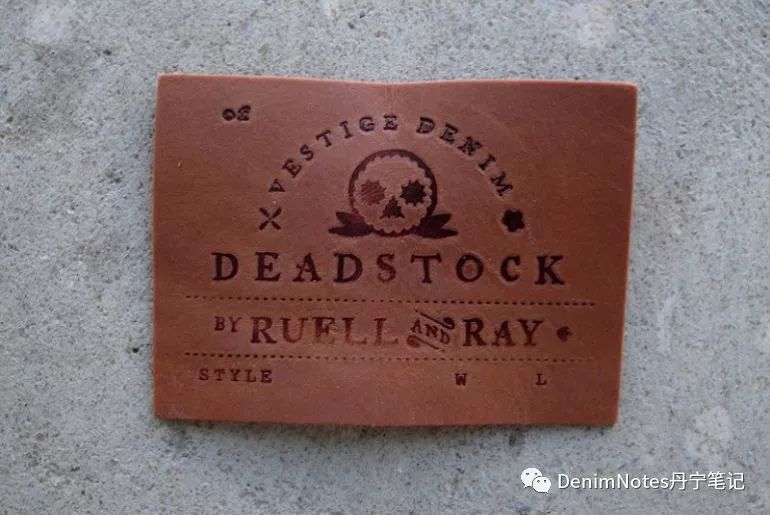 VESTIGE DENIM
DEADSTOCK
BY RUELL AND RAY
STYLE W L
DenimNotes丹宁笔记